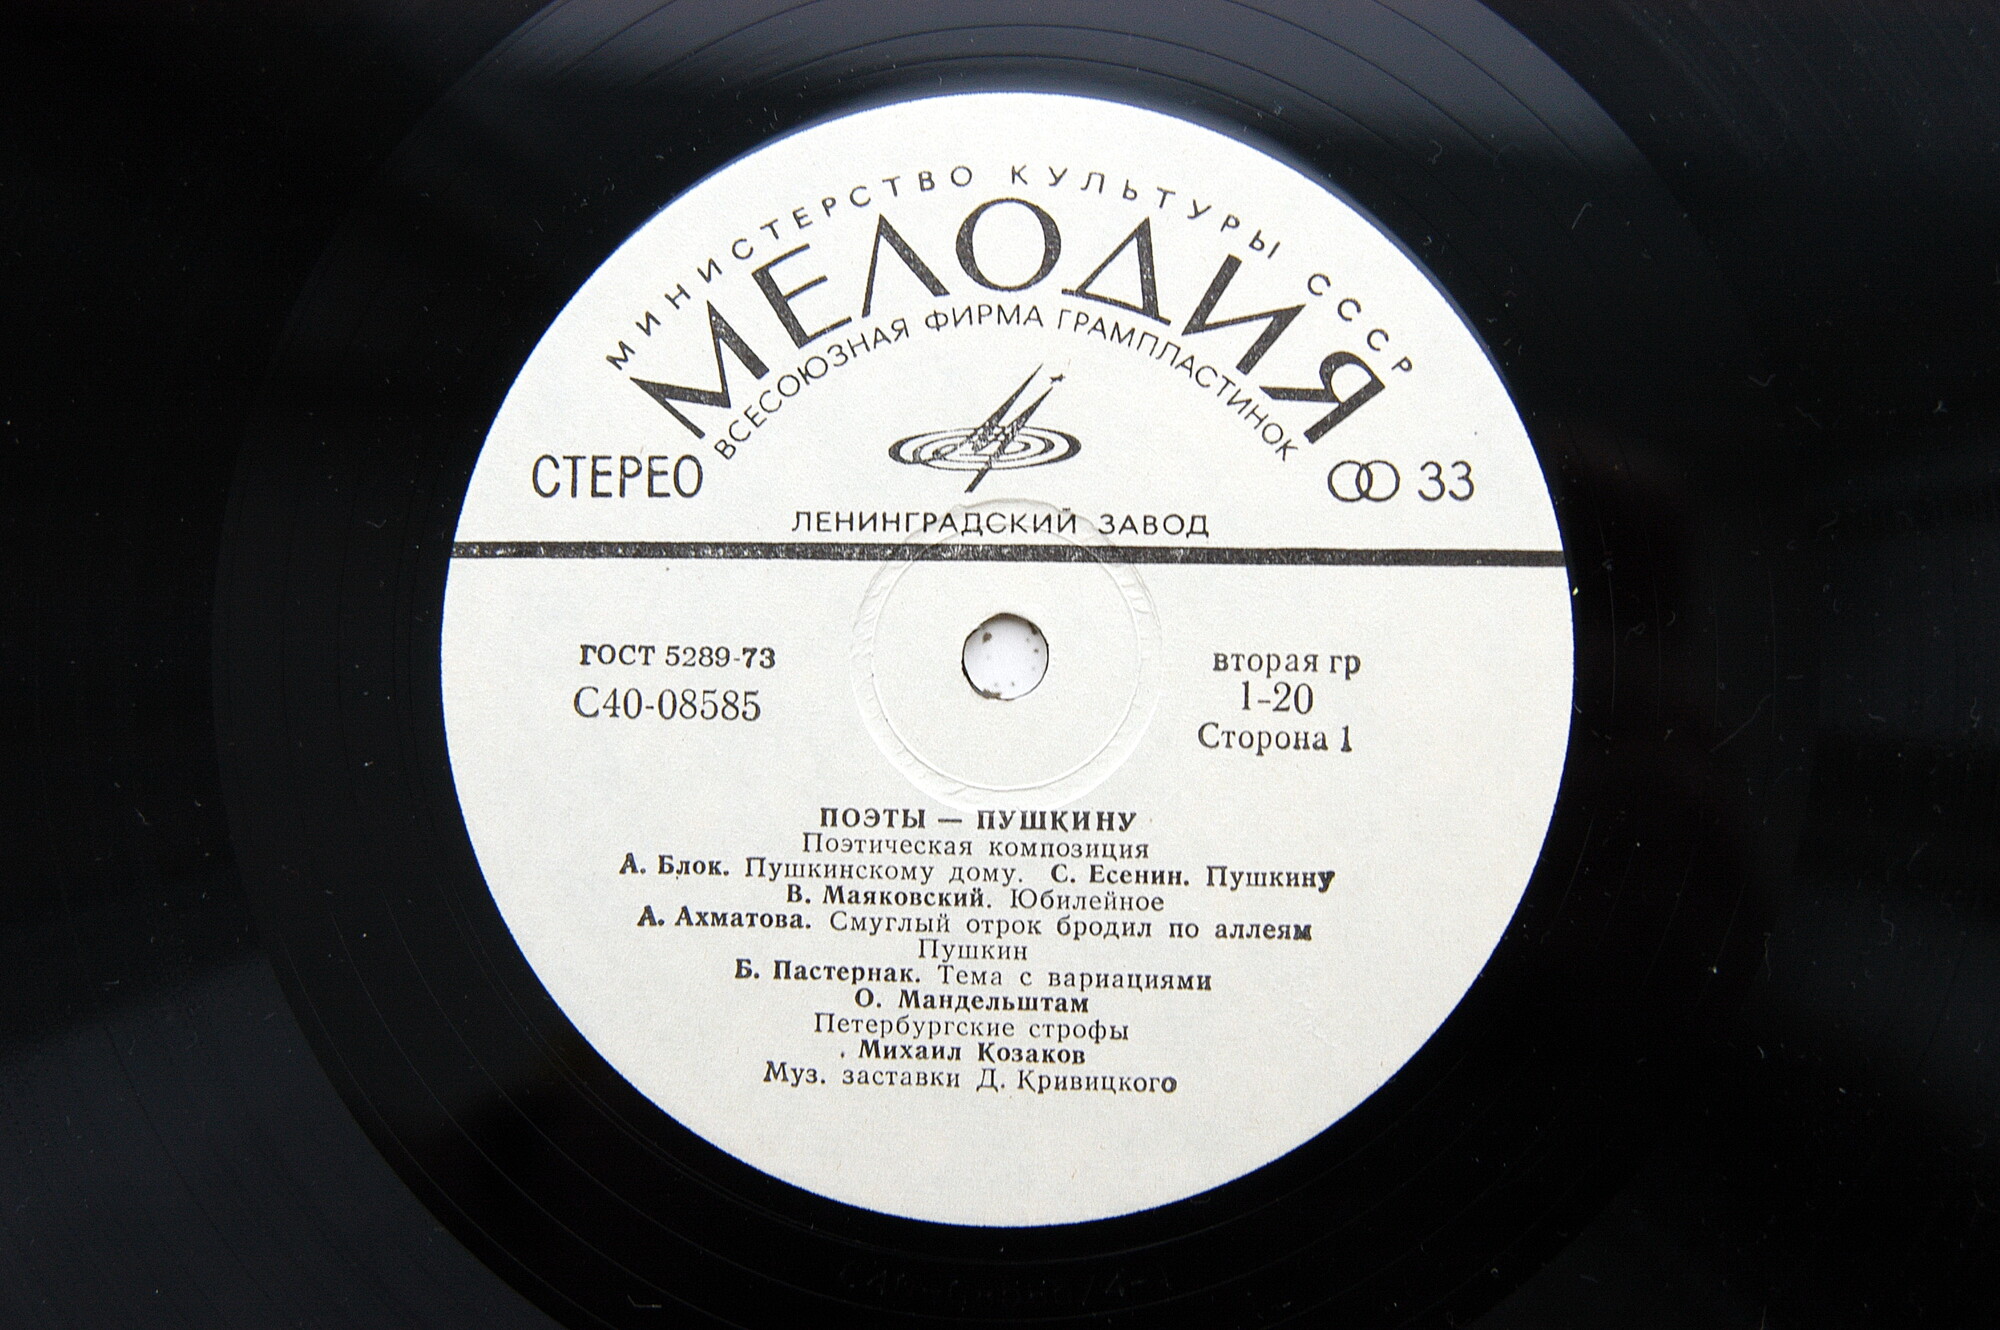 МИНИСТЕРСТВО КУЛЬТУРЫ СССР
МЕЛОДИЯ
ВСЕСОЮЗНАЯ ФИРМА ГРАМПЛАСТИНОК
СТЕРЕО
33
ЛЕНИНГРАДСКИЙ ЗАВОД
ГОСТ 5289-73
С40-08585
вторая гр
1-20
Сторона 1
ПОЭТЫ — ПУШКИНУ
Поэтическая композиция
А. Блок. Пушкинскому дому. С. Есенин. Пушкину
В. Маяковский. Юбилейное
А. Ахматова. Смуглый отрок бродил по аллеям
Пушкин
Б. Пастернак. Тема с вариациями
О. Мандельштам
Петербургские строфы
Михаил Козаков
Муз. заставки Д. Кривицкого